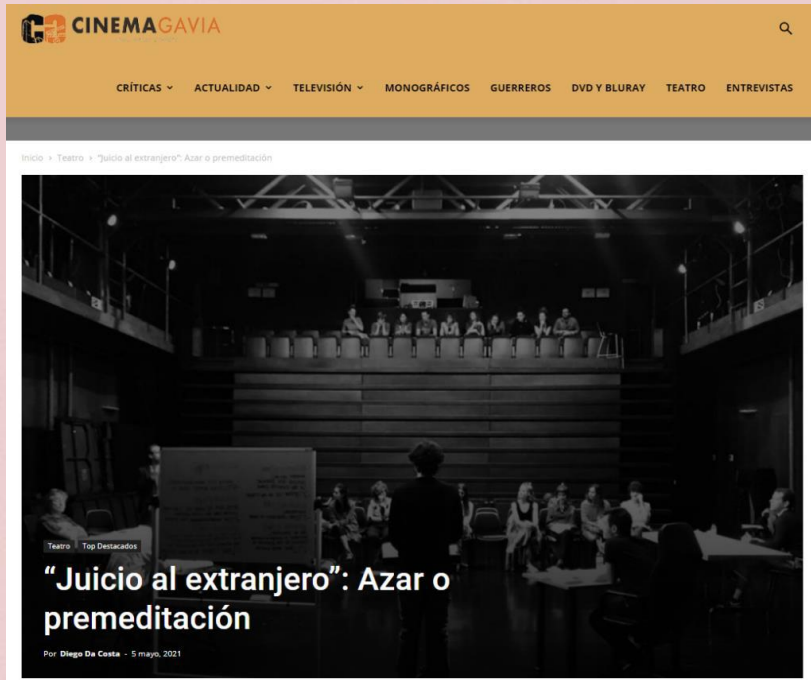 CINEMAGAVIA
CRÍTICAS
ACTUALIDAD
TELEVISIÓN
MONOGRÁFICOS
GUERREROS
DVD Y BLURAY
TEATRO
ENTREVISTAS
Inicio › Teatro › “Juicio al extranjero”: Azar o premeditación
Teatro
Top Destacados
“Juicio al extranjero”: Azar o
premeditación
Por Diego Da Costa - 5 mayo, 2021